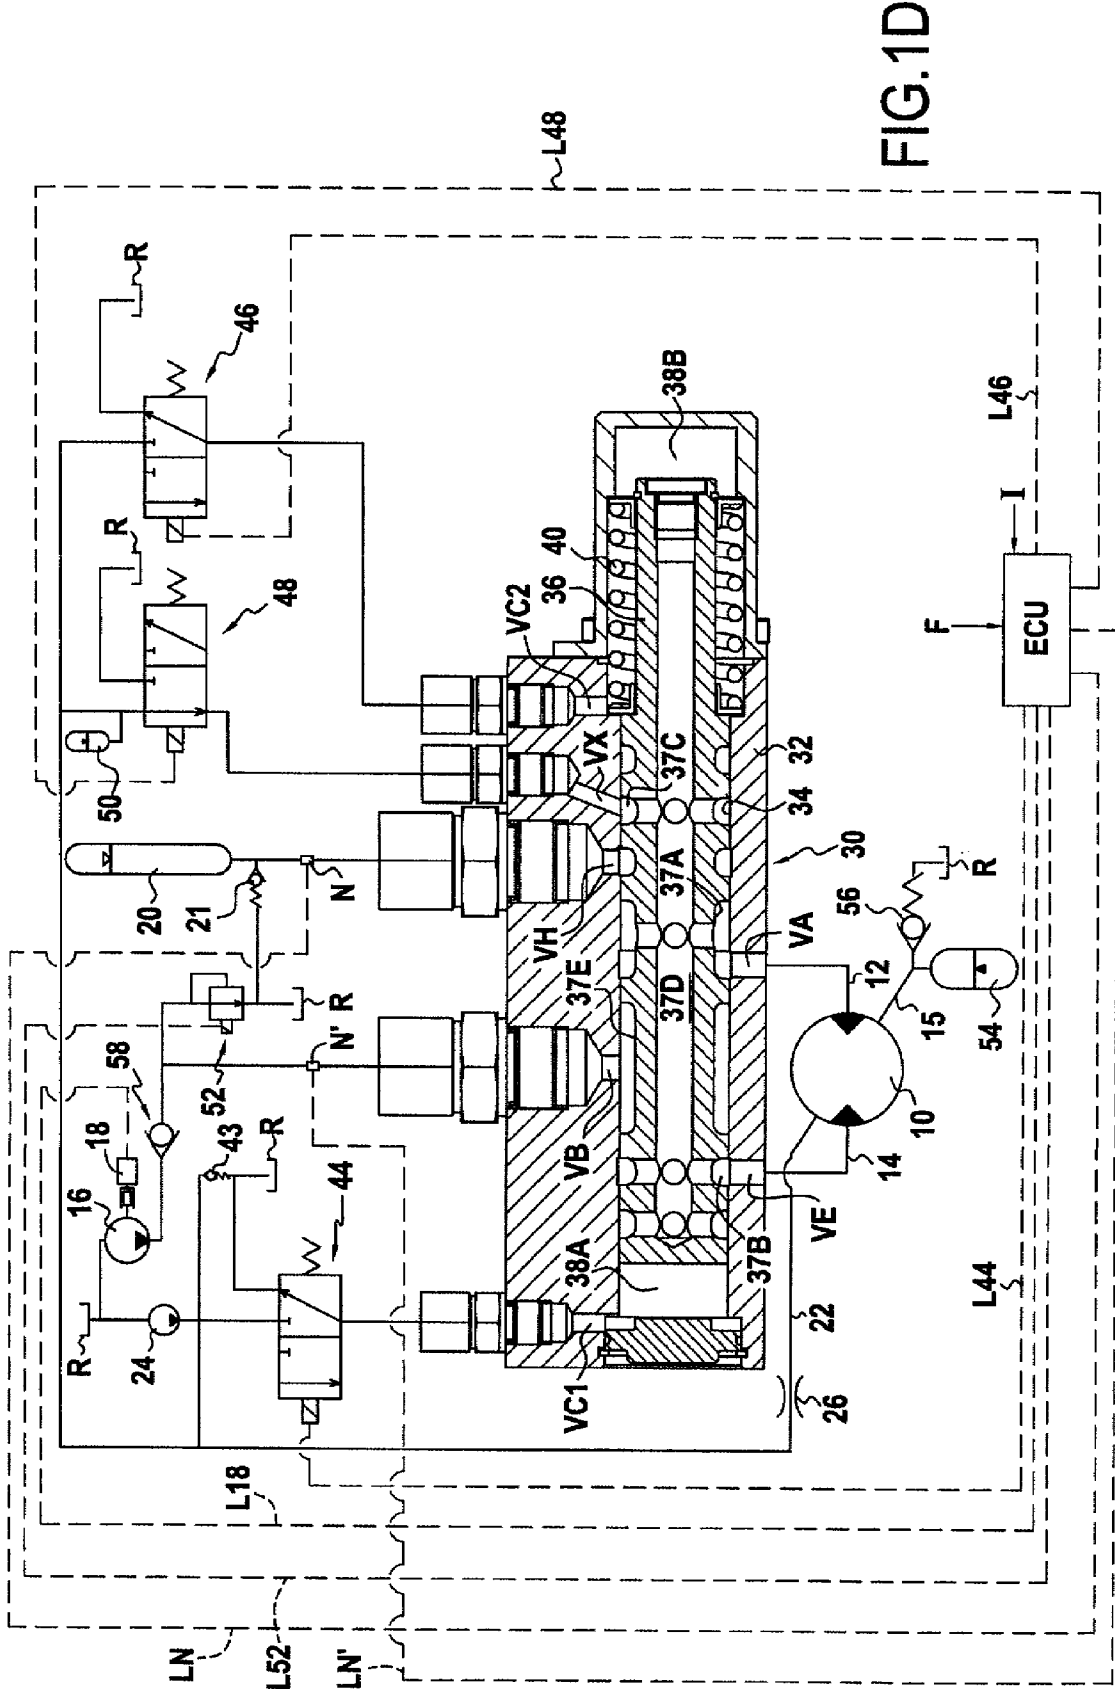 FIG.1D
L48
R
46
R
48
50
20
21
N
52
R
58
N'
18
16
43
R
44
R
24
L18
LN
L52
LN'
38B
40
36
VC2
VX
37C
32
34
30
VH
37E
37A
37D
VA
VB
38A
VE
37B
VC1
22
26
12
15
56
R
54
10
14
L46
I
F
ECU
L44